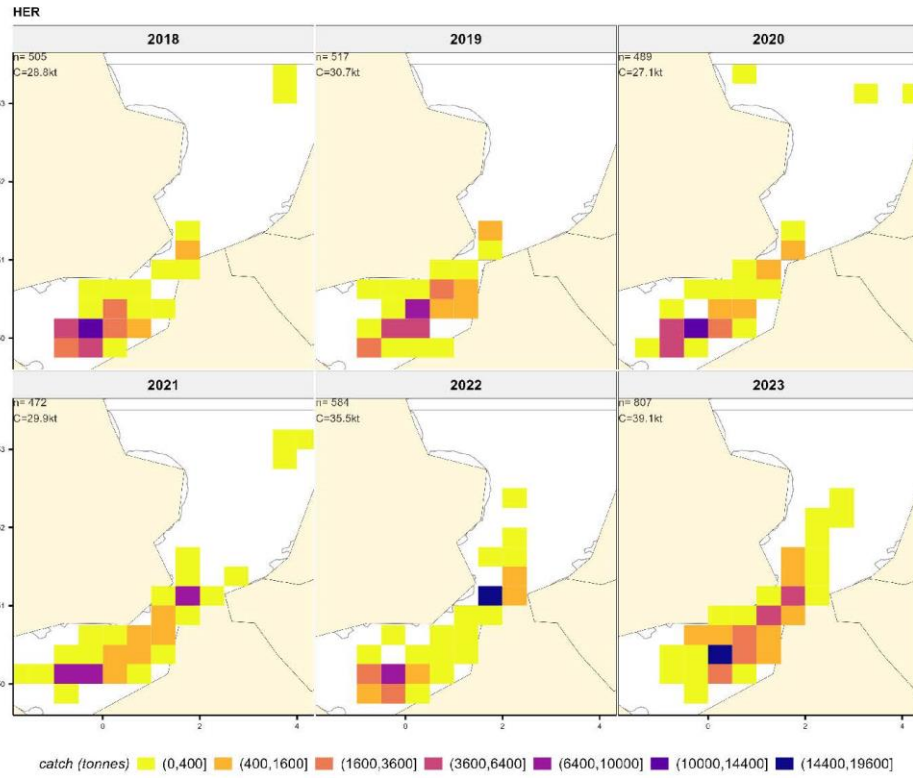 HER
2018 2019 2020
n= 505 n= 517 n= 489
C=28.8kt C=30.7kt C=27.1kt
2021 2022 2023
n= 472 n= 584 n= 807
C=29.9kt C=35.5kt C=39.1kt
0 2 4 0 2 4 0 2 4
catch (tonnes) (0,400] (400,1600] (1600,3600] (3600,6400] (6400,10000] (10000,14400] (14400,19600]